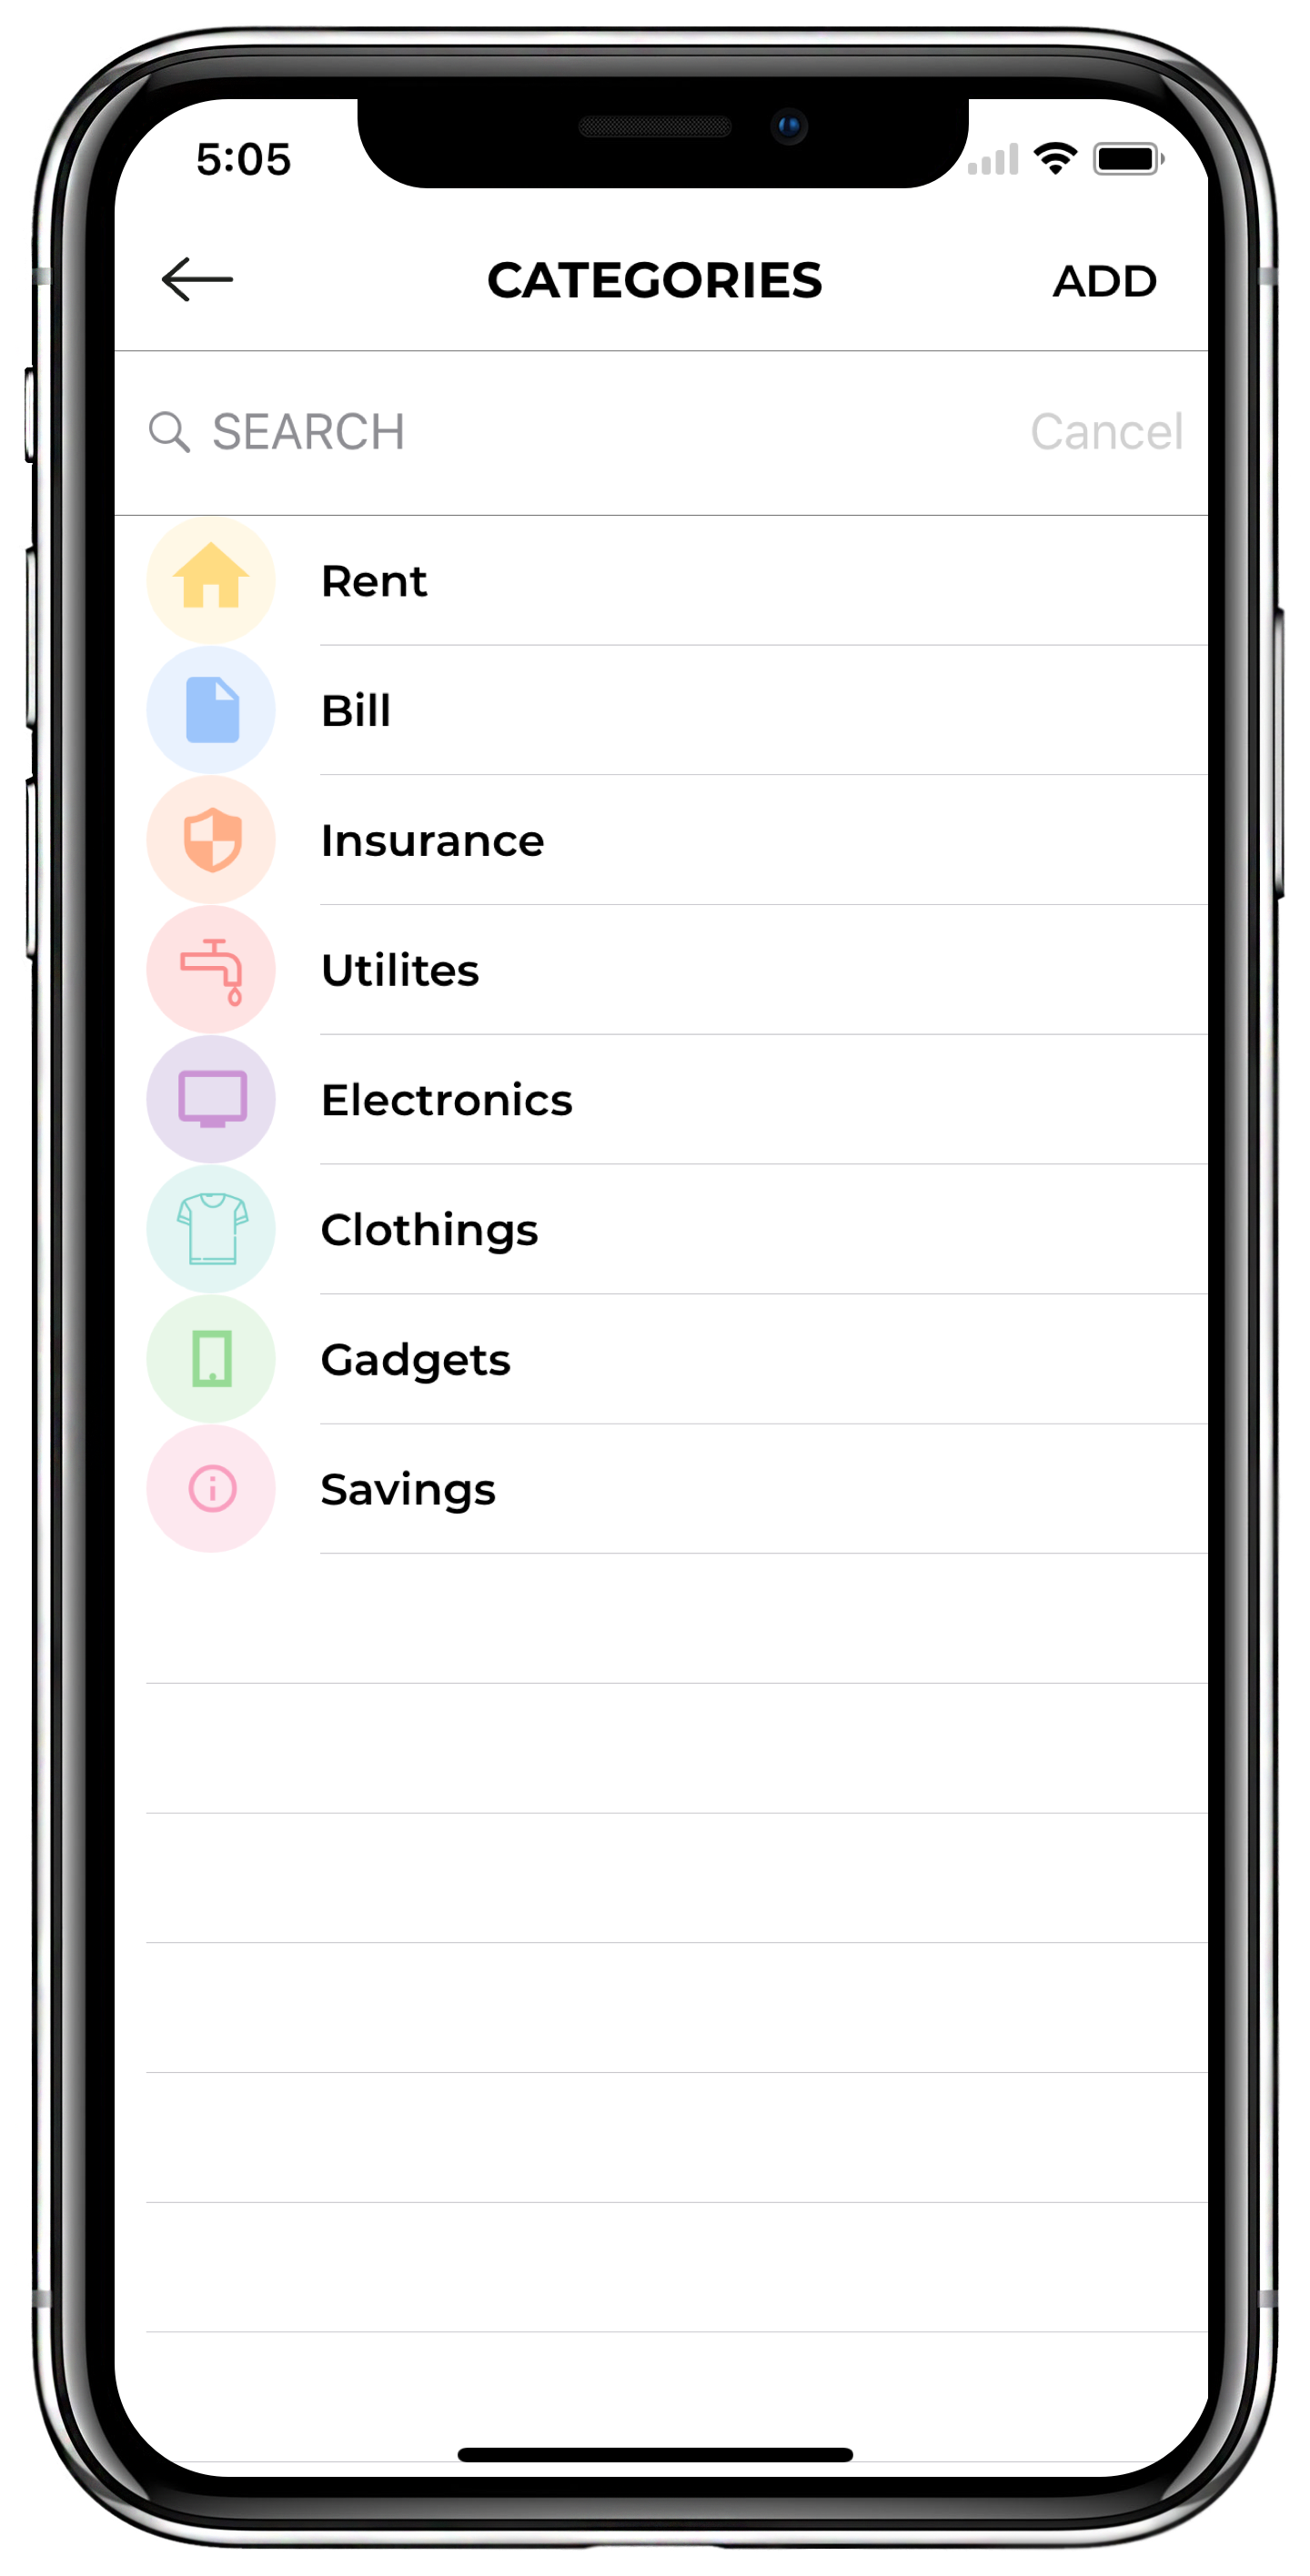 5:05
CATEGORIES
ADD
SEARCH
Cancel
Rent
Bill
Insurance
Utilites
Electronics
Clothings
Gadgets
Savings